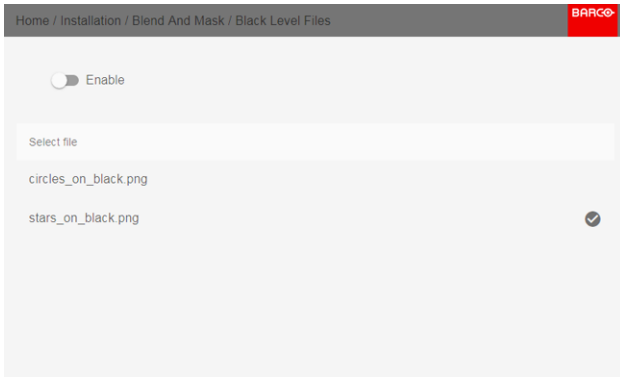 Home / Installation / Blend And Mask / Black Level Files
BARCO
Enable
Select file
circles_on_black.png
stars_on_black.png